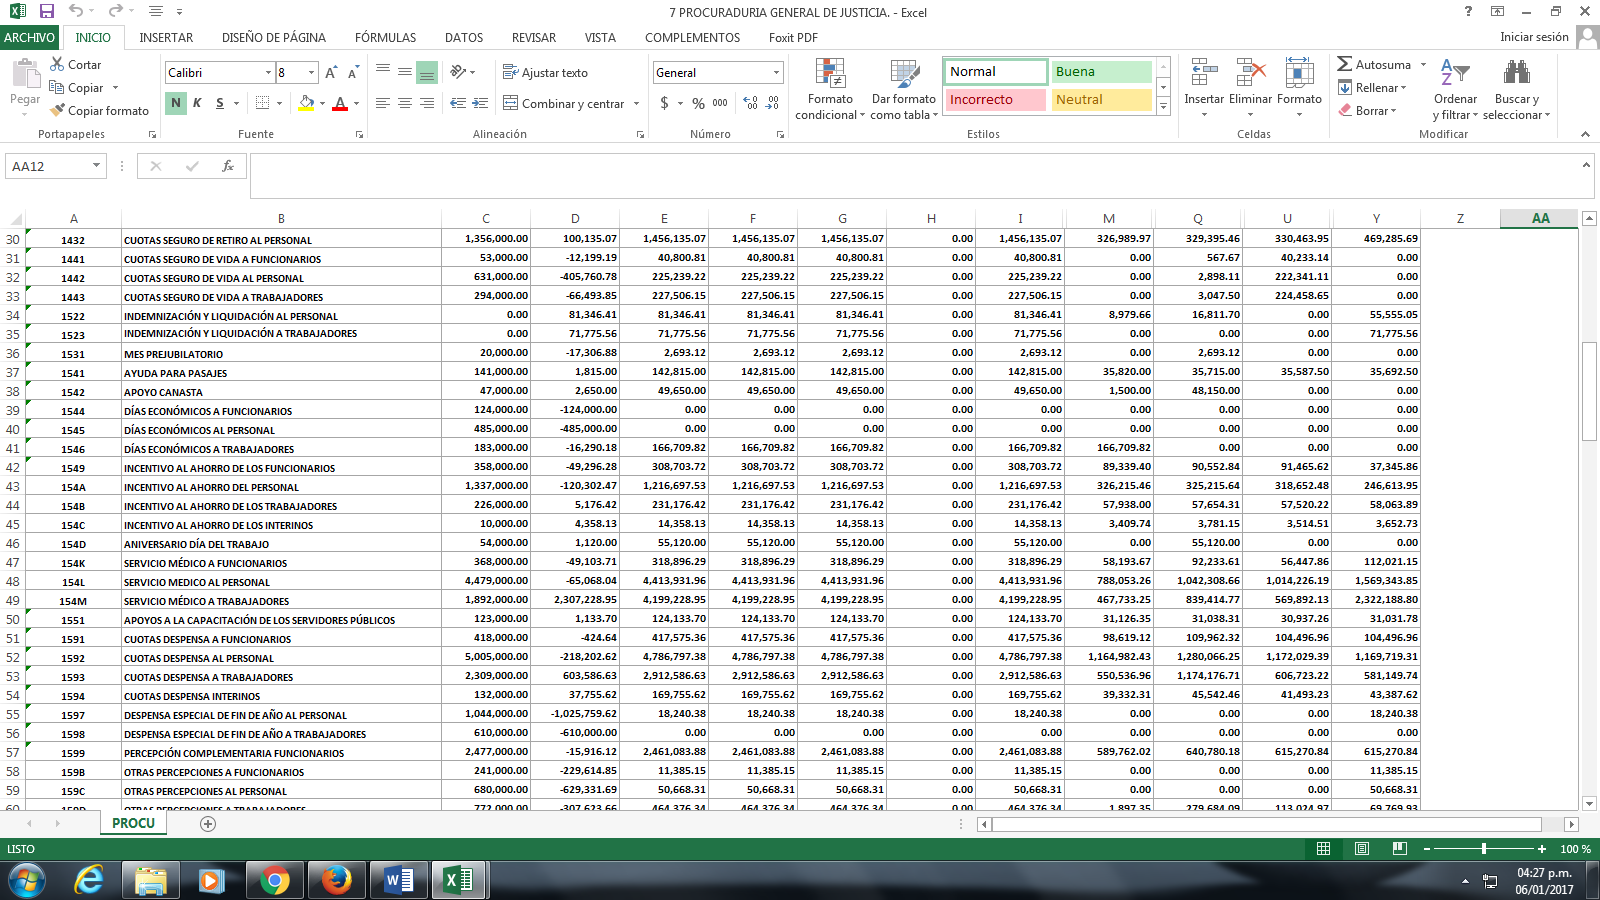 7 PROCURADURIA GENERAL DE JUSTICIA. - Excel
ARCHIVO INICIO INSERTAR DISEÑO DE PÁGINA FÓRMULAS DATOS REVISAR VISTA COMPLEMENTOS Foxit PDF Iniciar sesión
Pegar
Cortar
Copiar
Copiar formato
Portapapeles
Calibri 8
N K S
Fuente
Ajustar texto
Combinar y centrar
Alineación
General
$ % 000
Número
Formato condicional
Dar formato como tabla
Normal Buena
Incorrecto Neutral
Estilos
Insertar Eliminar Formato
Celdas
Autosuma
Rellenar
Borrar
Ordenar y filtrar
Buscar y seleccionar
Modificar
AA12
A B C D E F G H I M Q U Y Z AA
30 1432 CUOTAS SEGURO DE RETIRO AL PERSONAL 1,356,000.00 100,135.07 1,456,135.07 1,456,135.07 1,456,135.07 0.00 1,456,135.07 326,989.97 329,395.46 330,463.95 469,285.69
31 1441 CUOTAS SEGURO DE VIDA A FUNCIONARIOS 53,000.00 -12,199.19 40,800.81 40,800.81 40,800.81 0.00 40,800.81 0.00 567.67 40,233.14 0.00
32 1442 CUOTAS SEGURO DE VIDA AL PERSONAL 631,000.00 -405,760.78 225,239.22 225,239.22 225,239.22 0.00 225,239.22 0.00 2,898.11 222,341.11 0.00
33 1443 CUOTAS SEGURO DE VIDA A TRABAJADORES 294,000.00 -66,493.85 227,506.15 227,506.15 227,506.15 0.00 227,506.15 0.00 3,047.50 224,458.65 0.00
34 1522 INDEMNIZACIÓN Y LIQUIDACIÓN AL PERSONAL 0.00 81,346.41 81,346.41 81,346.41 81,346.41 0.00 81,346.41 8,979.66 16,811.70 0.00 55,555.05
35 1523 INDEMNIZACIÓN Y LIQUIDACIÓN A TRABAJADORES 0.00 71,775.56 71,775.56 71,775.56 71,775.56 0.00 71,775.56 0.00 0.00 0.00 71,775.56
36 1531 MES PREJUBILATORIO 20,000.00 -17,306.88 2,693.12 2,693.12 2,693.12 0.00 2,693.12 0.00 2,693.12 0.00 0.00
37 1541 AYUDA PARA PASAJES 141,000.00 1,815.00 142,815.00 142,815.00 142,815.00 0.00 142,815.00 35,820.00 35,715.00 35,587.50 35,692.50
38 1542 APOYO CANASTA 47,000.00 2,650.00 49,650.00 49,650.00 49,650.00 0.00 49,650.00 1,500.00 48,150.00 0.00 0.00
39 1544 DÍAS ECONÓMICOS A FUNCIONARIOS 124,000.00 -124,000.00 0.00 0.00 0.00 0.00 0.00 0.00 0.00 0.00 0.00
40 1545 DÍAS ECONÓMICOS AL PERSONAL 485,000.00 -485,000.00 0.00 0.00 0.00 0.00 0.00 0.00 0.00 0.00 0.00
41 1546 DÍAS ECONÓMICOS A TRABAJADORES 183,000.00 -16,290.18 166,709.82 166,709.82 166,709.82 0.00 166,709.82 166,709.82 0.00 0.00 0.00
42 1549 INCENTIVO AL AHORRO DE LOS FUNCIONARIOS 358,000.00 -49,296.28 308,703.72 308,703.72 308,703.72 0.00 308,703.72 89,339.40 90,552.84 91,465.62 37,345.86
43 154A INCENTIVO AL AHORRO DEL PERSONAL 1,337,000.00 -120,302.47 1,216,697.53 1,216,697.53 1,216,697.53 0.00 1,216,697.53 326,215.46 325,215.64 318,652.48 246,613.95
44 154B INCENTIVO AL AHORRO DE LOS TRABAJADORES 226,000.00 5,176.42 231,176.42 231,176.42 231,176.42 0.00 231,176.42 57,938.00 57,654.31 57,520.22 58,063.89
45 154C INCENTIVO AL AHORRO DE LOS INTERINOS 10,000.00 4,358.13 14,358.13 14,358.13 14,358.13 0.00 14,358.13 3,409.74 3,781.15 3,514.51 3,652.73
46 154D ANIVERSARIO DÍA DEL TRABAJO 54,000.00 1,120.00 55,120.00 55,120.00 55,120.00 0.00 55,120.00 0.00 55,120.00 0.00 0.00
47 154K SERVICIO MEDICO A FUNCIONARIOS 368,000.00 -49,103.71 318,896.29 318,896.29 318,896.29 0.00 318,896.29 58,193.67 92,233.61 56,447.86 112,021.15
48 154L SERVICIO MEDICO AL PERSONAL 4,479,000.00 -65,068.04 4,413,931.96 4,413,931.96 4,413,931.96 0.00 4,413,931.96 788,053.26 1,042,308.66 1,014,226.19 1,569,343.85
49 154M SERVICIO MÉDICO A TRABAJADORES 1,892,000.00 2,307,228.95 4,199,228.95 4,199,228.95 4,199,228.95 0.00 4,199,228.95 467,733.25 839,414.77 569,892.13 2,322,188.80
50 1551 APOYOS A LA CAPACITACIÓN DE LOS SERVIDORES PÚBLICOS 123,000.00 1,133.70 124,133.70 124,133.70 124,133.70 0.00 124,133.70 31,126.35 31,038.31 30,937.26 31,031.78
51 1591 CUOTAS DESPENSA A FUNCIONARIOS 418,000.00 -424.64 417,575.36 417,575.36 417,575.36 0.00 417,575.36 98,619.12 109,962.32 104,496.96 104,496.96
52 1592 CUOTAS DESPENSA AL PERSONAL 5,005,000.00 -218,202.62 4,786,797.38 4,786,797.38 4,786,797.38 0.00 4,786,797.38 1,164,982.43 1,280,066.25 1,172,029.39 1,169,719.31
53 1593 CUOTAS DESPENSA A TRABAJADORES 2,309,000.00 603,586.63 2,912,586.63 2,912,586.63 2,912,586.63 0.00 2,912,586.63 550,536.96 1,174,176.71 606,723.22 581,149.74
54 1594 CUOTAS DESPENSA INTERINOS 132,000.00 37,755.62 169,755.62 169,755.62 169,755.62 0.00 169,755.62 39,332.31 45,542.46 41,493.23 43,387.62
55 1597 DESPENSA ESPECIAL DE FIN DE AÑO AL PERSONAL 1,044,000.00 -1,025,759.62 18,240.38 18,240.38 18,240.38 0.00 18,240.38 0.00 0.00 0.00 18,240.38
56 1598 DESPENSA ESPECIAL DE FIN DE AÑO A TRABAJADORES 610,000.00 -610,000.00 0.00 0.00 0.00 0.00 0.00 0.00 0.00 0.00 0.00
57 1599 PERCEPCIÓN COMPLEMENTARIA FUNCIONARIOS 2,477,000.00 -15,916.12 2,461,083.88 2,461,083.88 2,461,083.88 0.00 2,461,083.88 589,762.02 640,780.18 615,270.84 615,270.84
58 159B OTRAS PERCEPCIONES A FUNCIONARIOS 241,000.00 -229,614.85 11,385.15 11,385.15 11,385.15 0.00 11,385.15 0.00 0.00 0.00 11,385.15
59 159C OTRAS PERCEPCIONES AL PERSONAL 680,000.00 -629,331.69 50,668.31 50,668.31 50,668.31 0.00 50,668.31 0.00 0.00 0.00 50,668.31
60 159D OTRAS PERCEPCIONES A TRABAJADORES 772,000.00 -307,623.66 464,376.34 464,376.34 464,376.34 0.00 464,376.34 1,897.35 279,684.09 113,024.97 69,769.93
PROCU
LISTO 100 %
04:27 p.m.
06/01/2017